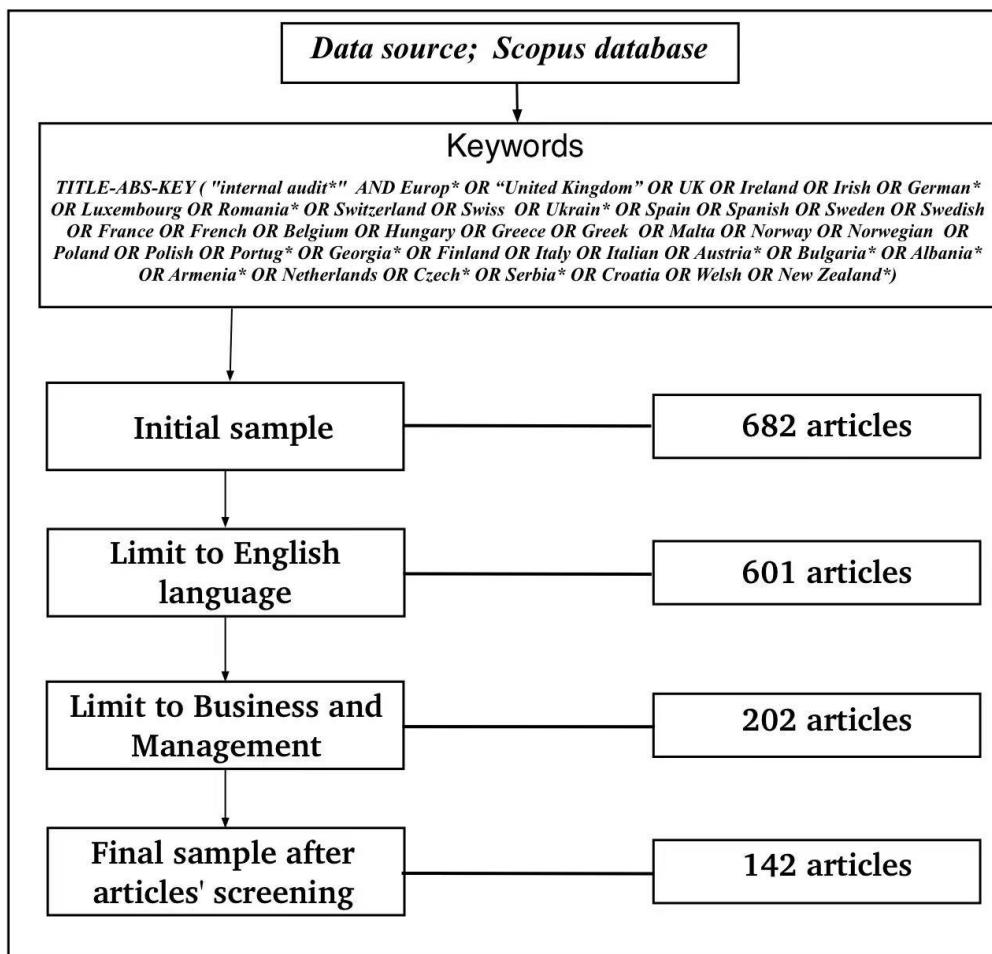 Data source; Scopus database
Keywords
TITLE-ABS-KEY ( "internal audit*" AND Europ* OR “United Kingdom” OR UK OR Ireland OR Irish OR German*
OR Luxembourg OR Romania* OR Switzerland OR Swiss OR Ukrain* OR Spain OR Spanish OR Sweden OR Swedish
OR France OR French OR Belgium OR Hungary OR Greece OR Greek OR Malta OR Norway OR Norwegian OR
Poland OR Polish OR Portug* OR Georgia* OR Finland OR Italy OR Italian OR Austria* OR Bulgaria* OR Albania*
OR Armenia* OR Netherlands OR Czech* OR Serbia* OR Croatia OR Welsh OR New Zealand*)
Initial sample
682 articles
Limit to English
language
601 articles
Limit to Business and
Management
202 articles
Final sample after
articles' screening
142 articles